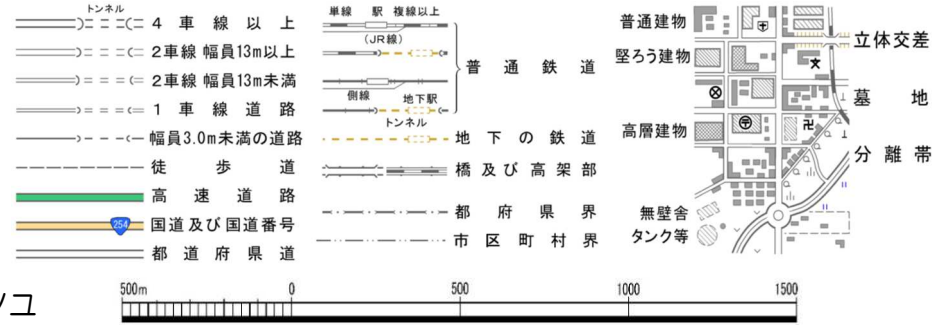 トンネル
4車線以上
2車線 幅員13m以上
2車線 幅員13m未満
1車線道路
幅員3.0m未満の道路
徒歩道
高速道路
254
国道及び国道番号
都道府県道
単線 駅 複線以上
(JR線)
普通鉄道
側線
地下駅
トンネル
地下の鉄道
橋及び高架部
都府県界
市区町村界
普通建物
堅ろう建物
高層建物
無壁舎
タンク等
立体交差
墓地
分離帯
500m 0 500 1000 1500